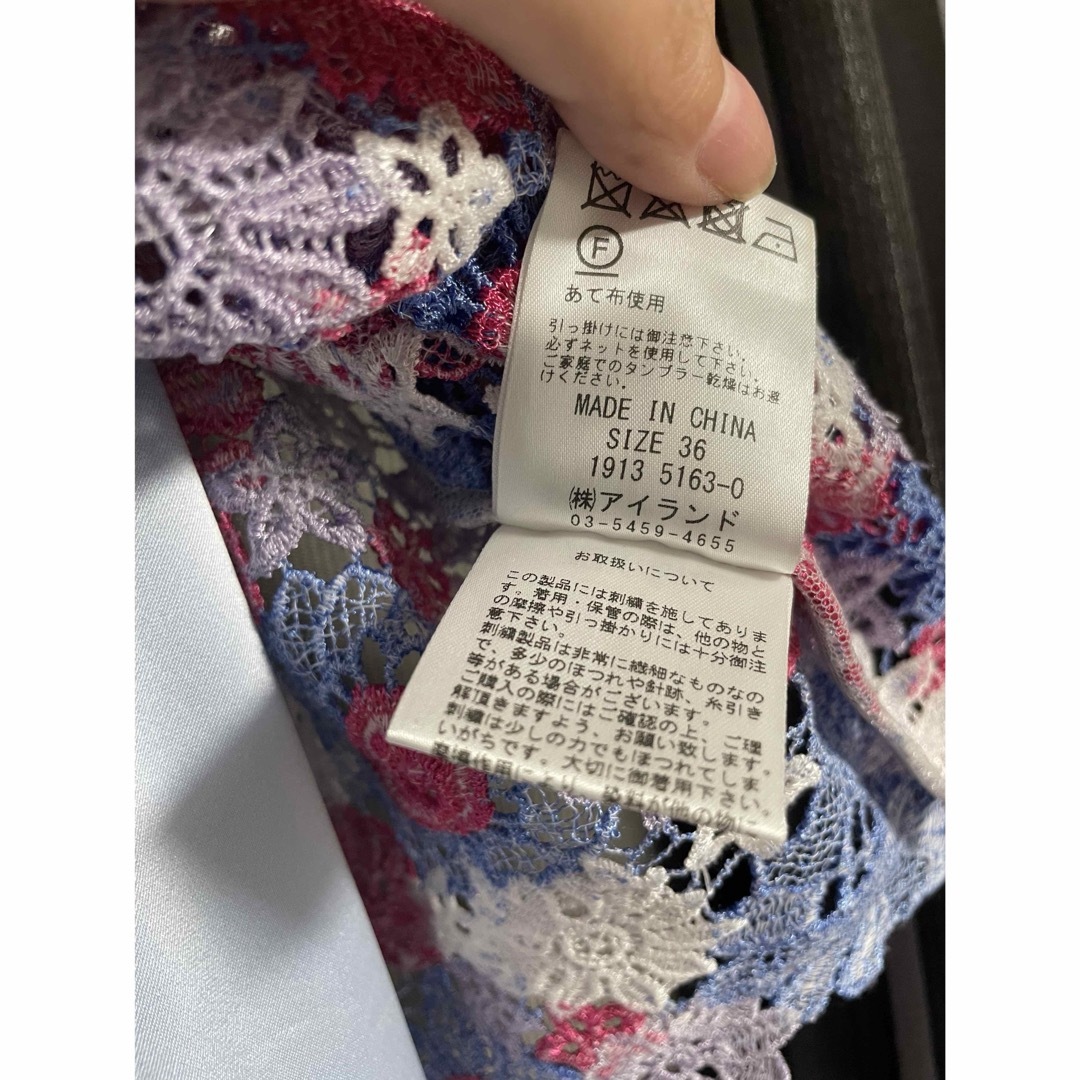 F
あて布使用
引っ掛けには御注意下さい。
必ずネットを使用して下さい。
ご家庭でのタンブラー乾燥はお避
けください。
MADE IN CHINA
SIZE 36
1913 5163-0
㈱アイランド
03-5459-4655
お取扱いについて
この製品には刺繍を施してありま
す。着用・保管の際は、他の物と
の摩擦や引っ掛かりには十分御注
意下さい。
刺繍製品は非常に繊細なものなの
で、多少のほつれや針跡、糸引き
等がある場合がございます。
ご購入の際にはご確認の上、ご理
解頂きますよう、お願い致します。
刺繍は少しの力でもほつれてしま
いがちです。大切に御着用下さい。
により、染料が他の物に